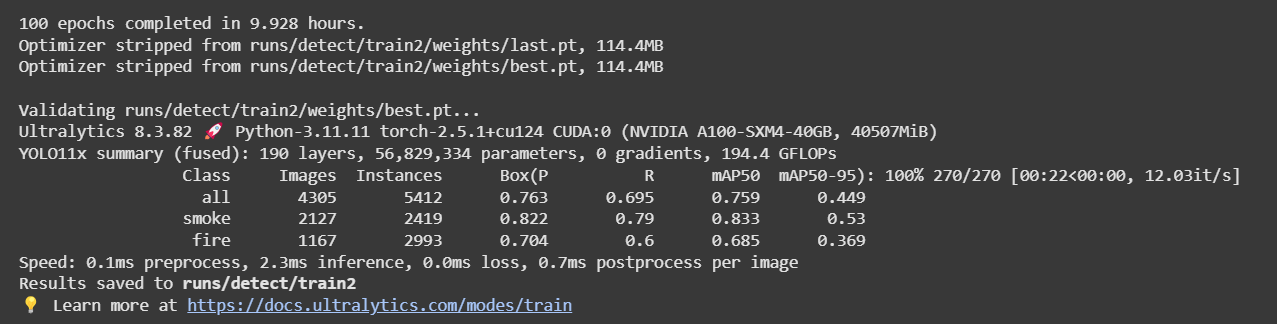 100 epochs completed in 9.928 hours.
Optimizer stripped from runs/detect/train2/weights/last.pt, 114.4MB
Optimizer stripped from runs/detect/train2/weights/best.pt, 114.4MB
Validating runs/detect/train2/weights/best.pt...
Ultralytics 8.3.82 🚀 Python-3.11.11 torch-2.5.1+cu124 CUDA:0 (NVIDIA A100-SXM4-40GB, 40507MiB)
YOLO11x summary (fused): 190 layers, 56,829,334 parameters, 0 gradients, 194.4 GFLOPs
Class Images Instances Box(P R mAP50 mAP50-95): 100% 270/270 [00:22<00:00, 12.03it/s]
all 4305 5412 0.763 0.695 0.759 0.449
smoke 2127 2419 0.822 0.79 0.833 0.53
fire 1167 2993 0.704 0.6 0.685 0.369
Speed: 0.1ms preprocess, 2.3ms inference, 0.0ms loss, 0.7ms postprocess per image
Results saved to runs/detect/train2
💡 Learn more at https://docs.ultralytics.com/modes/train